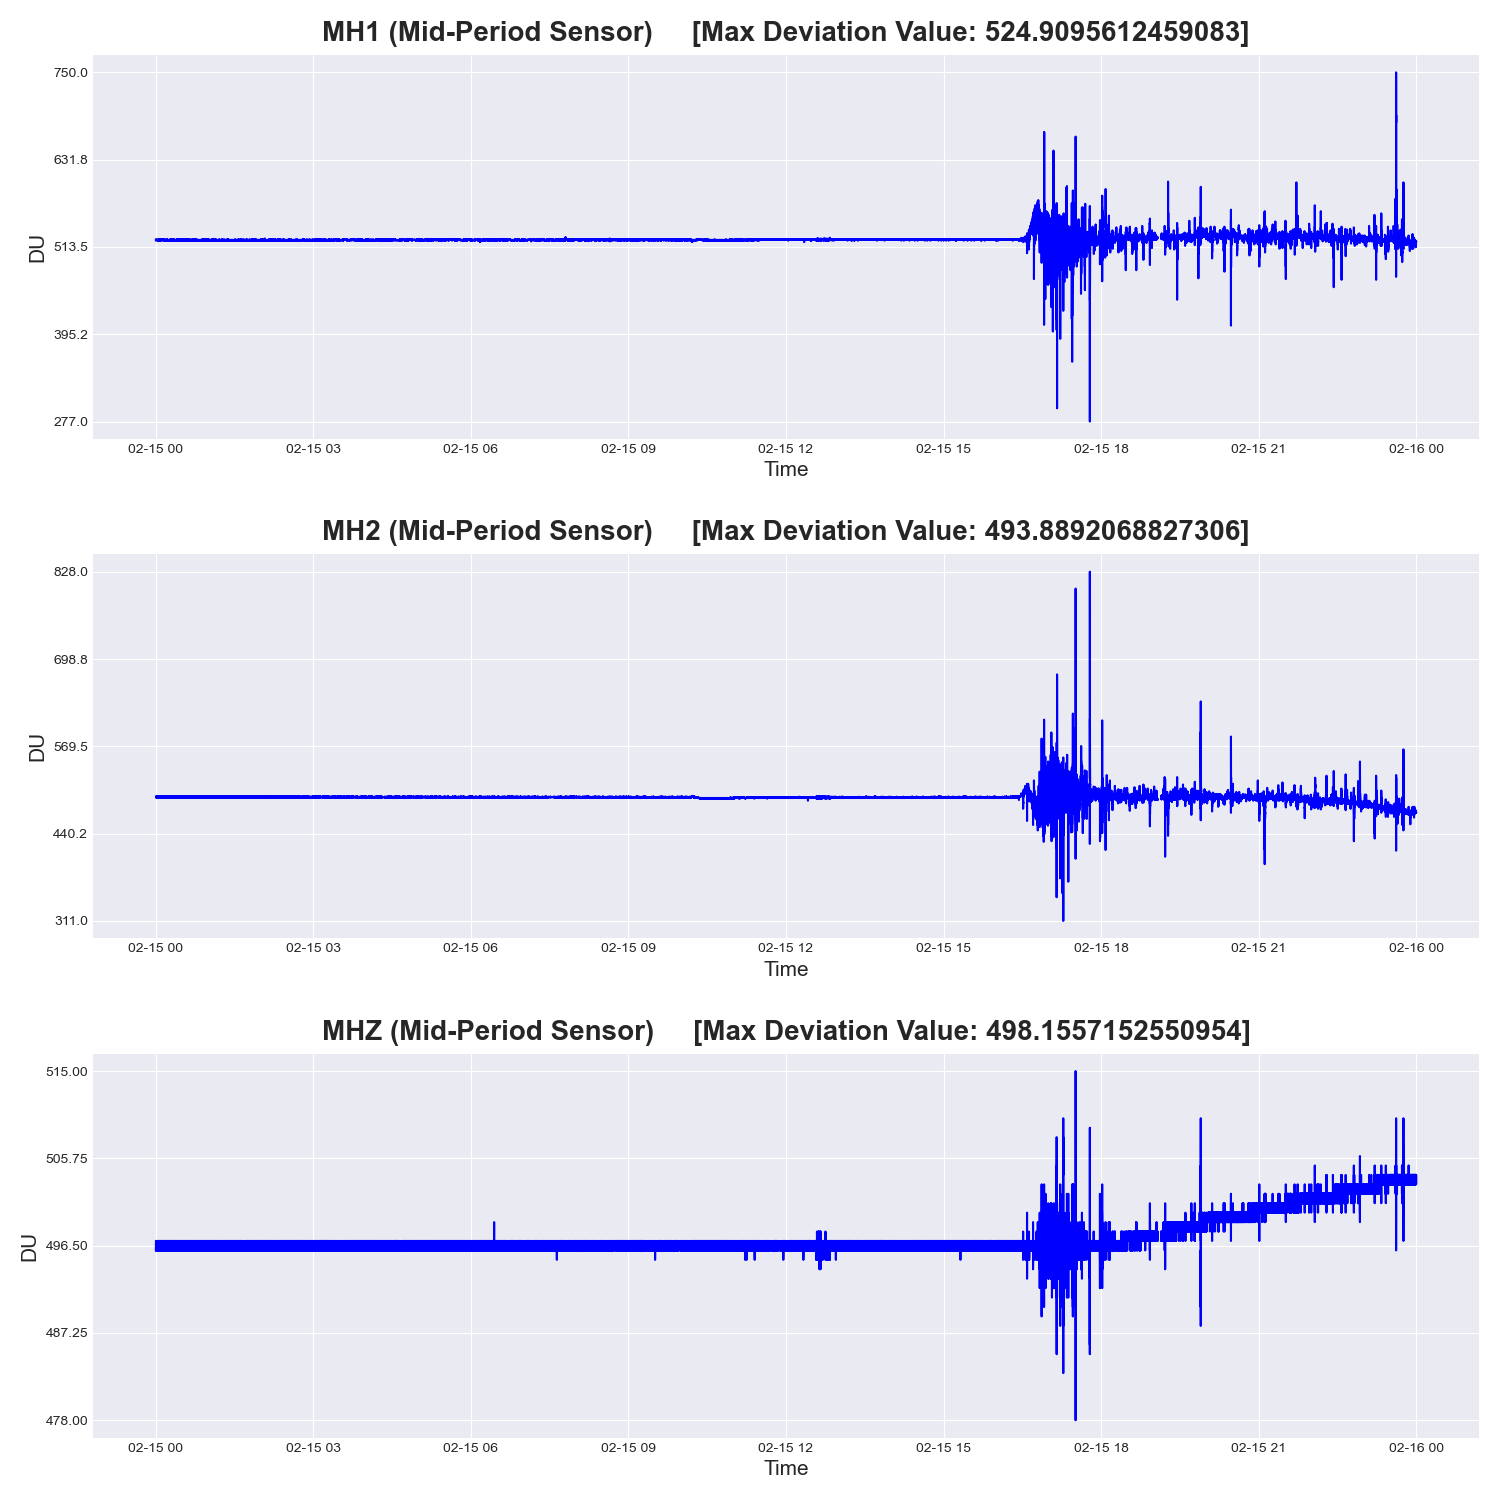 MH1 (Mid-Period Sensor) [Max Deviation Value: 524.9095612459083]
750.0
631.8
513.5
395.2
277.0
DU
02-15 00 02-15 03 02-15 06 02-15 09 02-15 12 02-15 15 02-15 18 02-15 21 02-16 00
Time
MH2 (Mid-Period Sensor) [Max Deviation Value: 493.8892068827306]
828.0
698.8
569.5
440.2
311.0
DU
02-15 00 02-15 03 02-15 06 02-15 09 02-15 12 02-15 15 02-15 18 02-15 21 02-16 00
Time
MHZ (Mid-Period Sensor) [Max Deviation Value: 498.1557152550954]
515.00
505.75
496.50
487.25
478.00
DU
02-15 00 02-15 03 02-15 06 02-15 09 02-15 12 02-15 15 02-15 18 02-15 21 02-16 00
Time